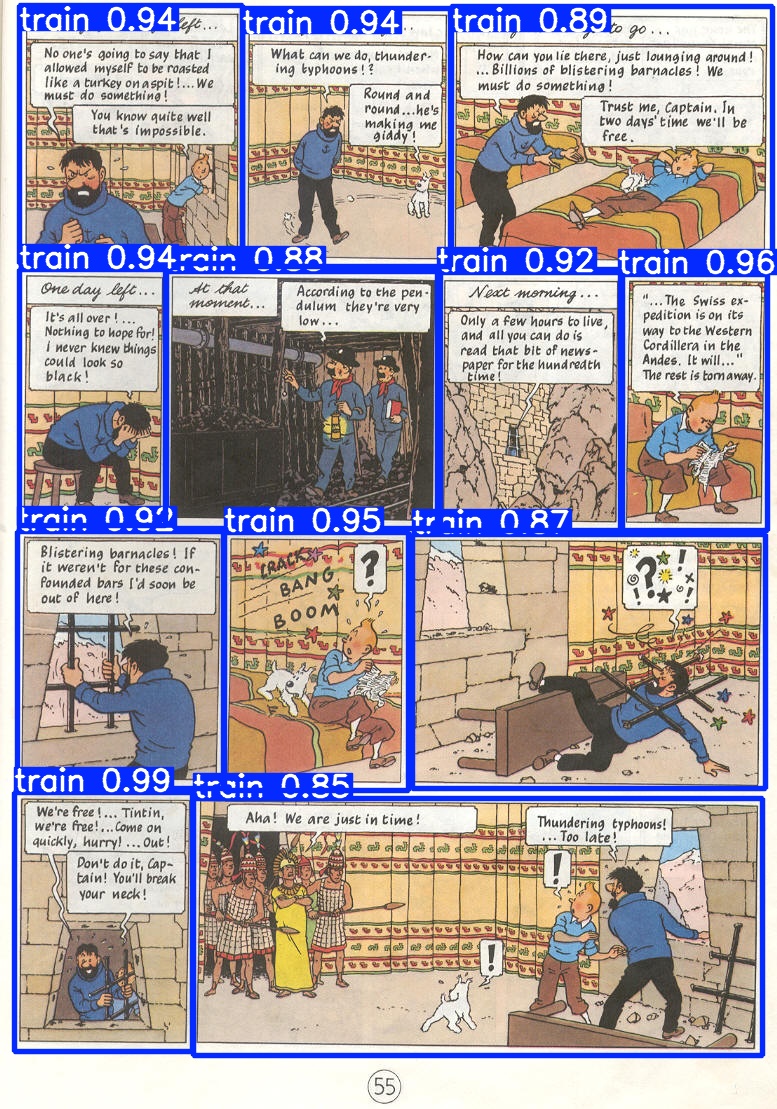 train 0.94
left...
No one's going to say that I
allowed myself to be roasted
like a turkey on a spit!...We
must do something!
You know quite well
that's impossible.
train 0.94
What can we do, thunder-
ing typhoons!?
Round and
round...he's
making me
giddy!
train 0.89
to go...
How can you lie there, just lounging around!
...Billions of blistering barnacles! We
must do something!
Trust me, Captain. In
two days' time we'll be
free.
train 0.94
One day left...
It's all over!...
Nothing to hope for!
I never knew things
could look so
black!
train 0.88
At that
moment...
According to the pen-
dulum they're very
low...
train 0.92
Next morning...
Only a few hours to live,
and all you can do is
read that bit of news-
paper for the hundredth
time!
train 0.96
"...The Swiss ex-
pedition is on its
way to the Western
Cordillera in the
Andes. It will..."
The rest is torn away.
train 0.92
Blistering barnacles! If
it weren't for these con-
founded bars I'd soon be
out of here!
train 0.95
CRACK!
BANG
BOOM
?
train 0.87
? ! ! !
train 0.99
We're free!... Tintin,
we're free!...Come on
quickly, hurry!...Out!
Don't do it, Cap-
tain! You'll break
your neck!
train 0.85
Aha! We are just in time!
Thundering typhoons!
...Too late!
!
!
55